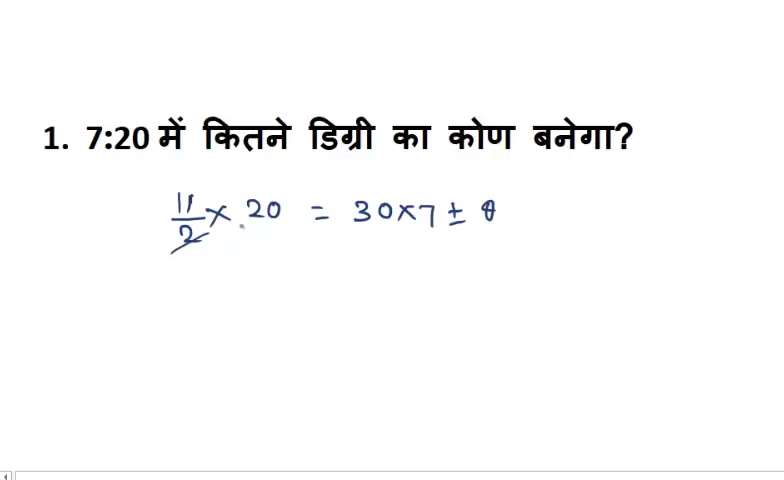 1. 7:20 में कितने डिग्री का कोण बनेगा?
11/2 × 20 = 30×7 ± θ